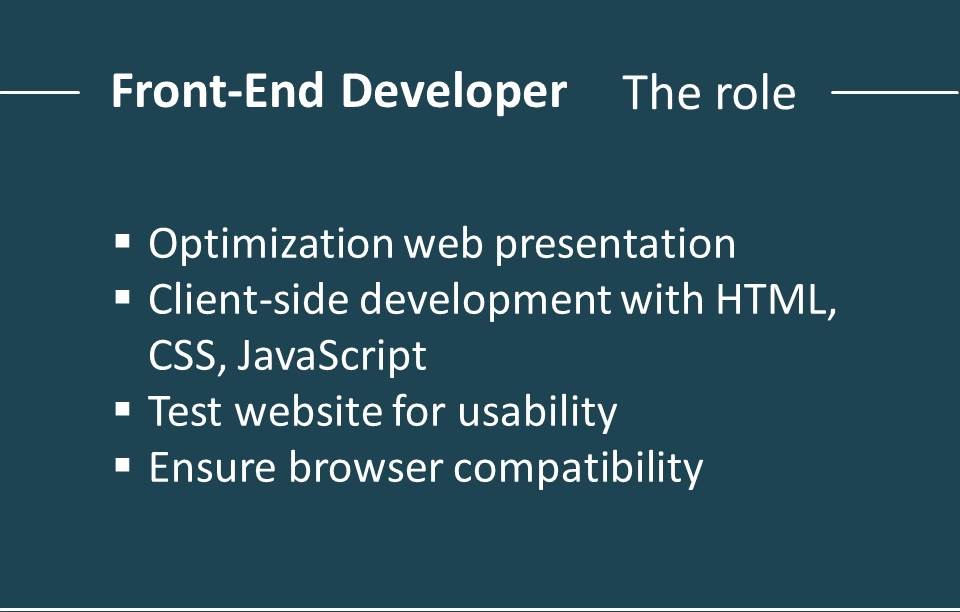 Front-End Developer The role
▪ Optimization web presentation
▪ Client-side development with HTML,
CSS, JavaScript
▪ Test website for usability
▪ Ensure browser compatibility